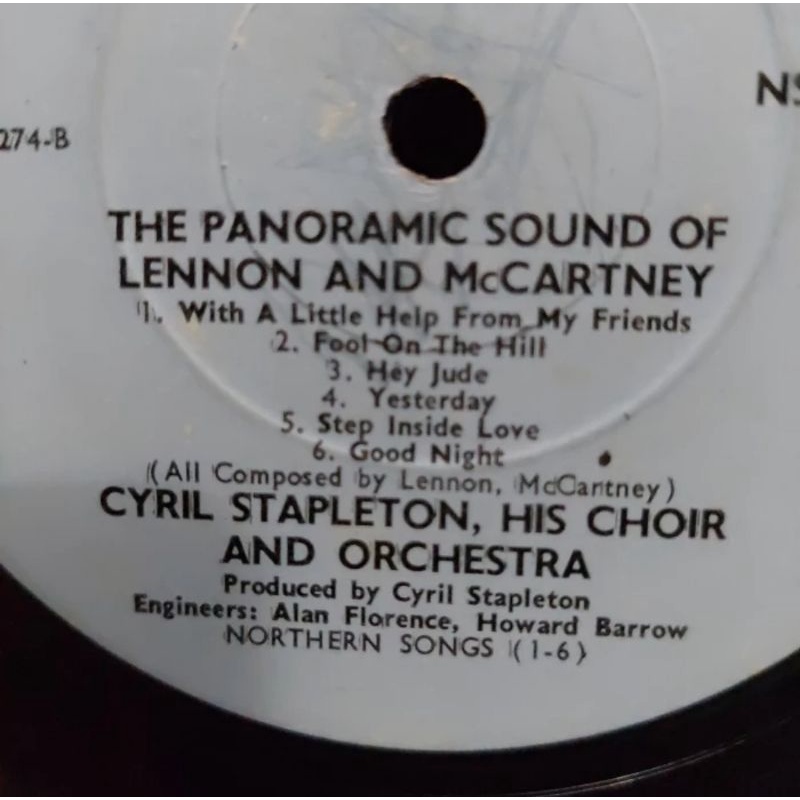 NS
274-B
THE PANORAMIC SOUND OF
LENNON AND McCARTNEY
1. With A Little Help From My Friends
2. Fool On The Hill
3. Hey Jude
4. Yesterday
5. Step Inside Love
6. Good Night
(All Composed by Lennon, McCartney)
CYRIL STAPLETON, HIS CHOIR
AND ORCHESTRA
Produced by Cyril Stapleton
Engineers: Alan Florence, Howard Barrow
NORTHERN SONGS (1-6)